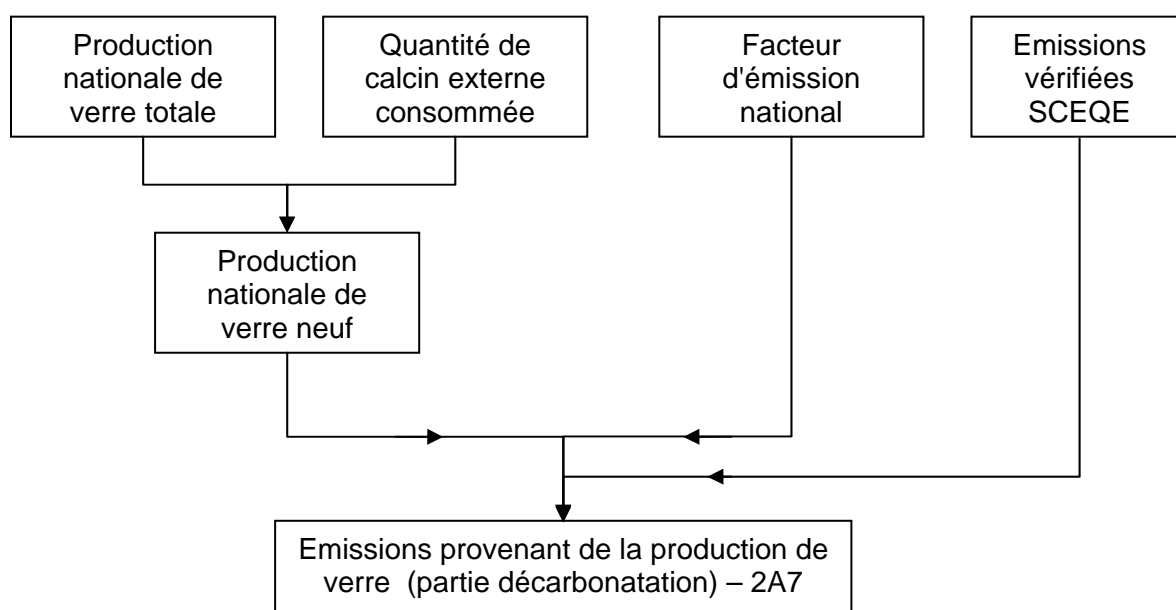 Production
nationale de
verre totale
Quantité de
calcin externe
consommée
Facteur
d'émission
national
Emissions
vérifiées
SCEQE
Production
nationale de
verre neuf
Emissions provenant de la production de
verre (partie décarbonatation) – 2A7